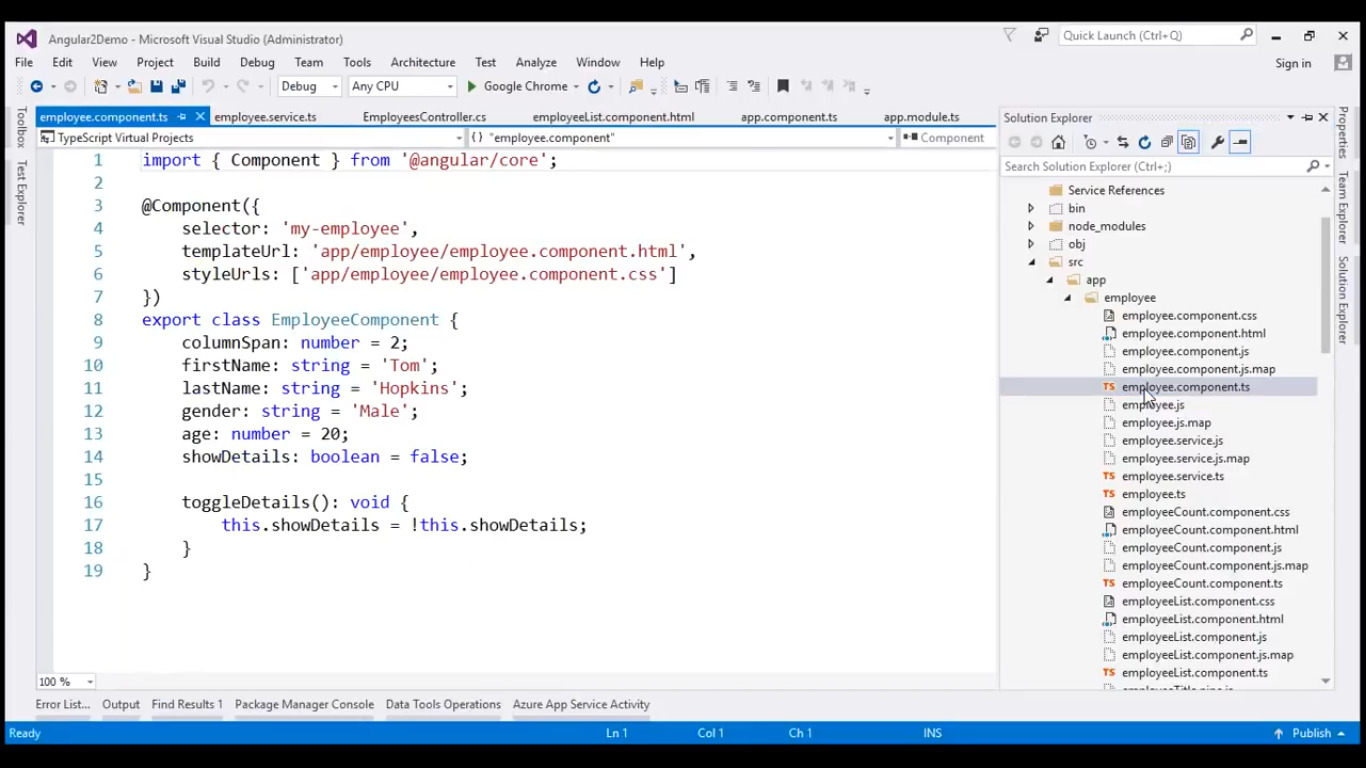 Angular2Demo - Microsoft Visual Studio (Administrator)
Quick Launch (Ctrl+Q)
File Edit View Project Build Debug Team Tools Architecture Test Analyze Window Help
Sign in
Debug Any CPU Google Chrome
employee.component.ts employee.service.ts EmployeesController.cs employeeList.component.html app.component.ts app.module.ts
TypeScript Virtual Projects {} "employee.component" Component
Toolbox
Test Explorer
1 import { Component } from '@angular/core';
2
3 @Component({
4 selector: 'my-employee',
5 templateUrl: 'app/employee/employee.component.html',
6 styleUrls: ['app/employee/employee.component.css']
7 })
8 export class EmployeeComponent {
9 columnSpan: number = 2;
10 firstName: string = 'Tom';
11 lastName: string = 'Hopkins';
12 gender: string = 'Male';
13 age: number = 20;
14 showDetails: boolean = false;
15
16 toggleDetails(): void {
17 this.showDetails = !this.showDetails;
18 }
19 }
100 %
Solution Explorer
Search Solution Explorer (Ctrl+;)
Service References
bin
node_modules
obj
src
app
employee
employee.component.css
employee.component.html
employee.component.js
employee.component.js.map
TS employee.component.ts
employee.js
employee.js.map
employee.service.js
employee.service.js.map
TS employee.service.ts
TS employee.ts
employeeCount.component.css
employeeCount.component.html
employeeCount.component.js
employeeCount.component.js.map
TS employeeCount.component.ts
employeeList.component.css
employeeList.component.html
employeeList.component.js
employeeList.component.js.map
TS employeeList.component.ts
Properties
Team Explorer
Solution Explorer
Error List... Output Find Results 1 Package Manager Console Data Tools Operations Azure App Service Activity
Ready Ln 1 Col 1 Ch 1 INS Publish